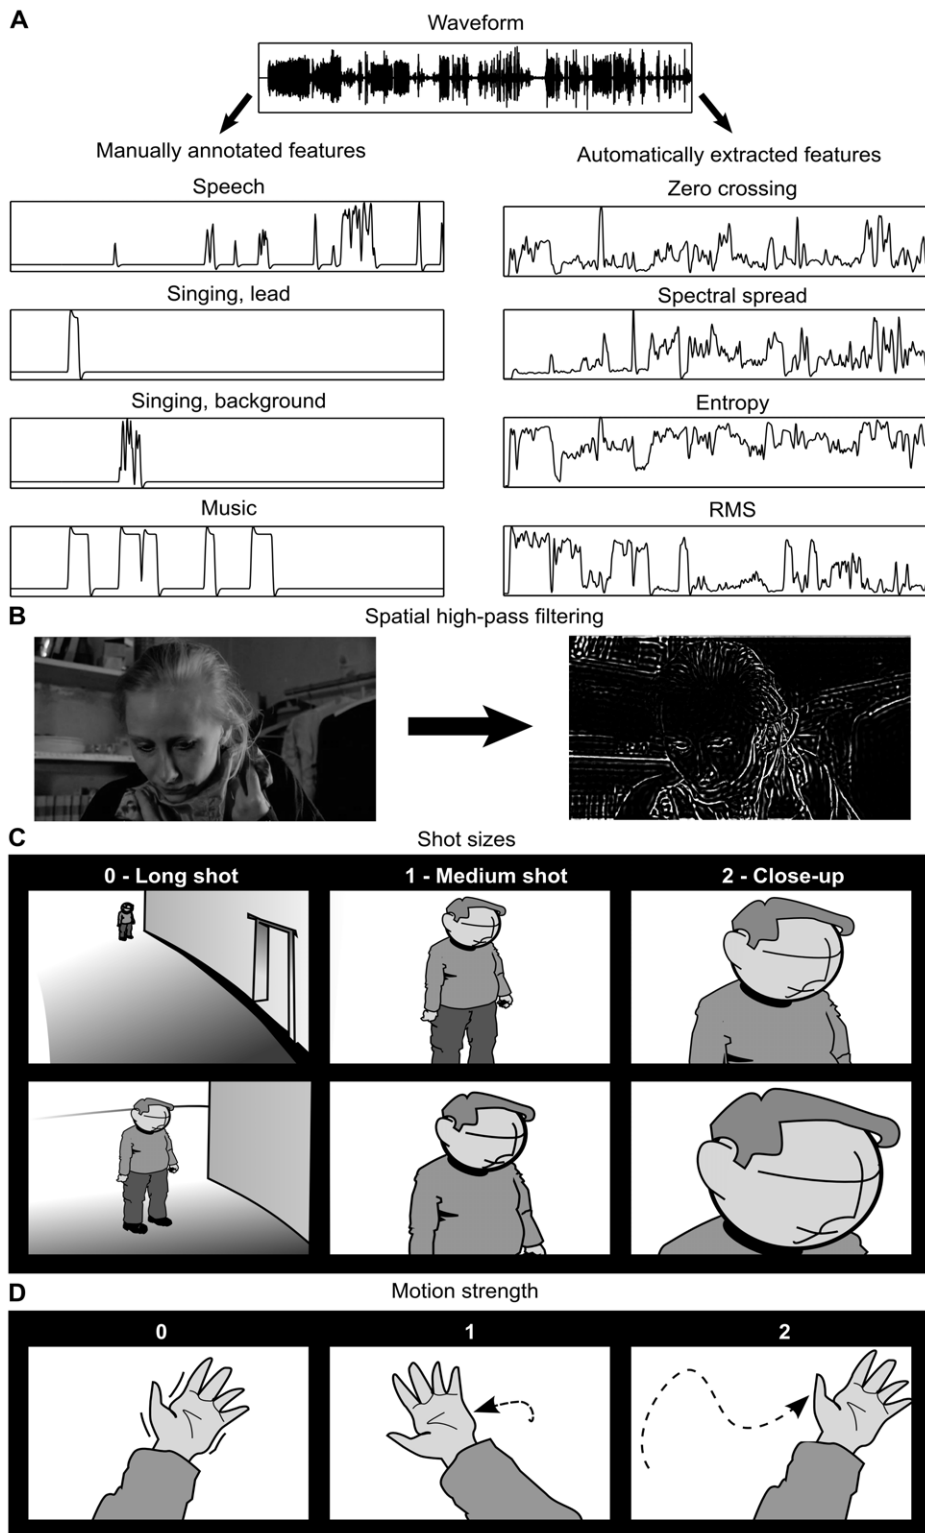 A
Waveform
Manually annotated features
Automatically extracted features
Speech
Zero crossing
Singing, lead
Spectral spread
Singing, background
Entropy
Music
RMS
B
Spatial high-pass filtering
C
Shot sizes
0 - Long shot
1 - Medium shot
2 - Close-up
D
Motion strength
0
1
2